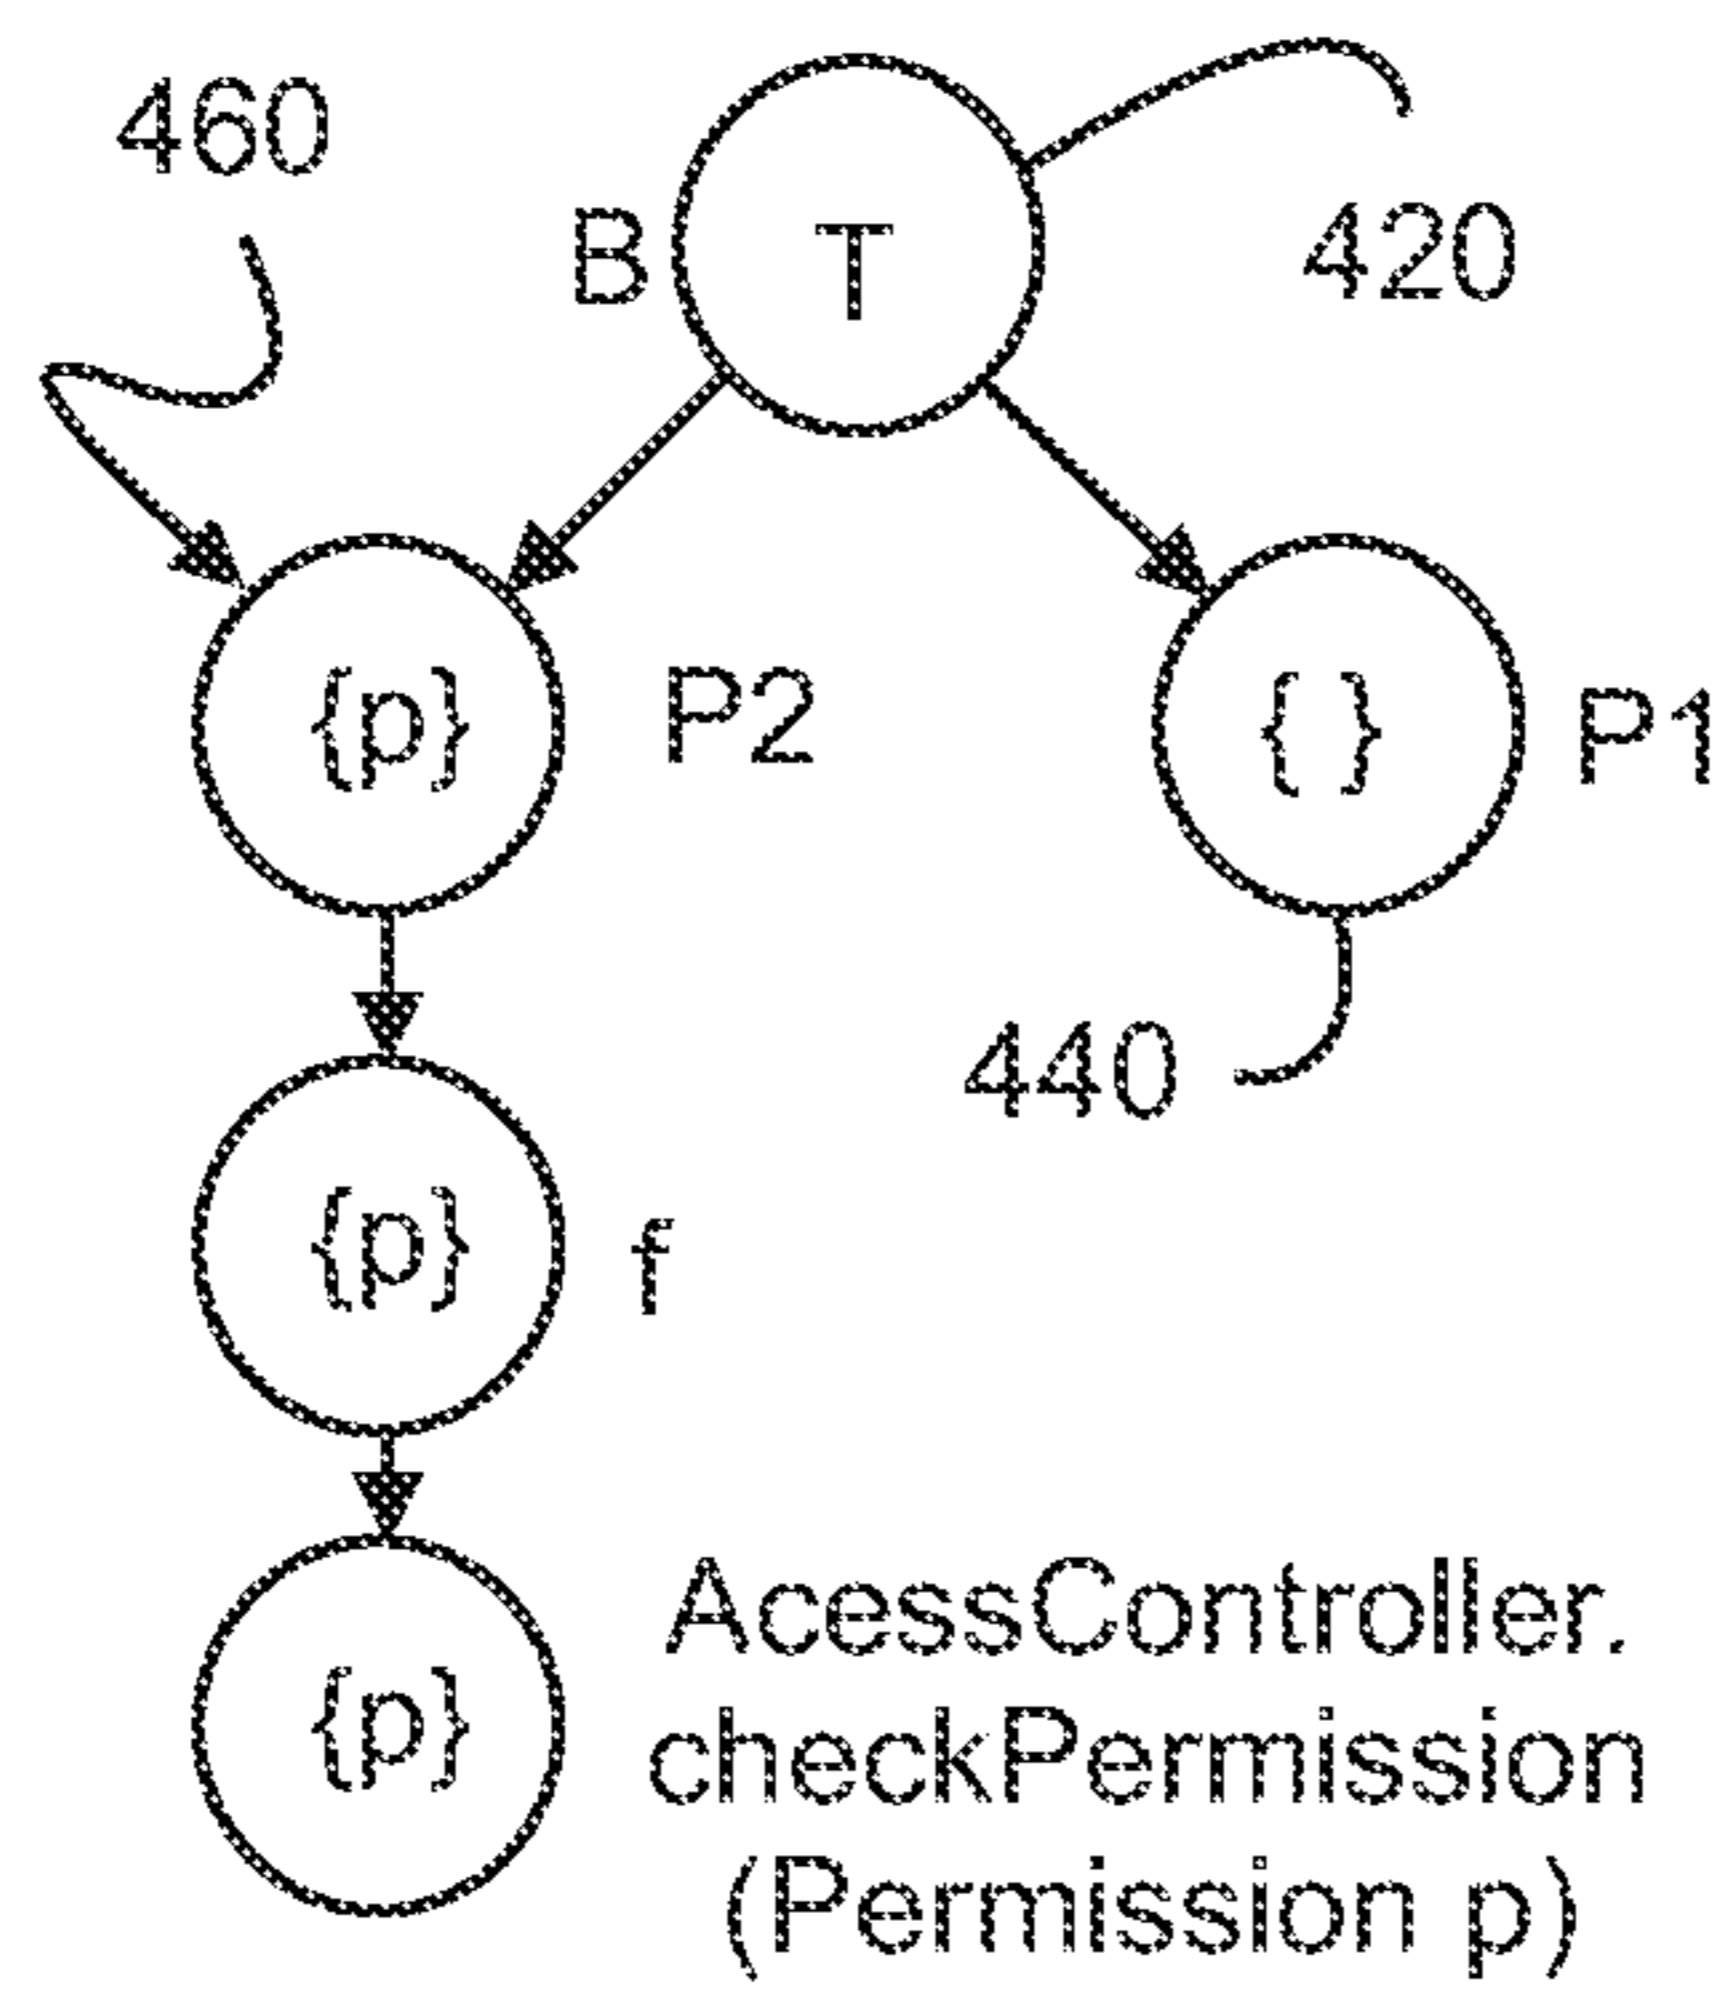 460
B
T
420
{p}
P2
{ }
P1
440
{p}
f
{p}
AcessController.
checkPermission
(Permission p)